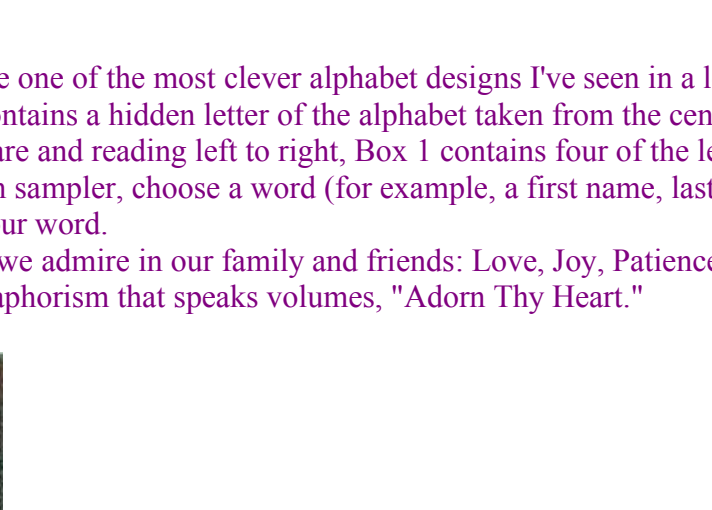 e one of the most clever alphabet designs I've seen in a l
ntains a hidden letter of the alphabet taken from the cen
are and reading left to right, Box 1 contains four of the le
n sampler, choose a word (for example, a first name, last
ur word.
we admire in our family and friends: Love, Joy, Patience
aphorism that speaks volumes, "Adorn Thy Heart."